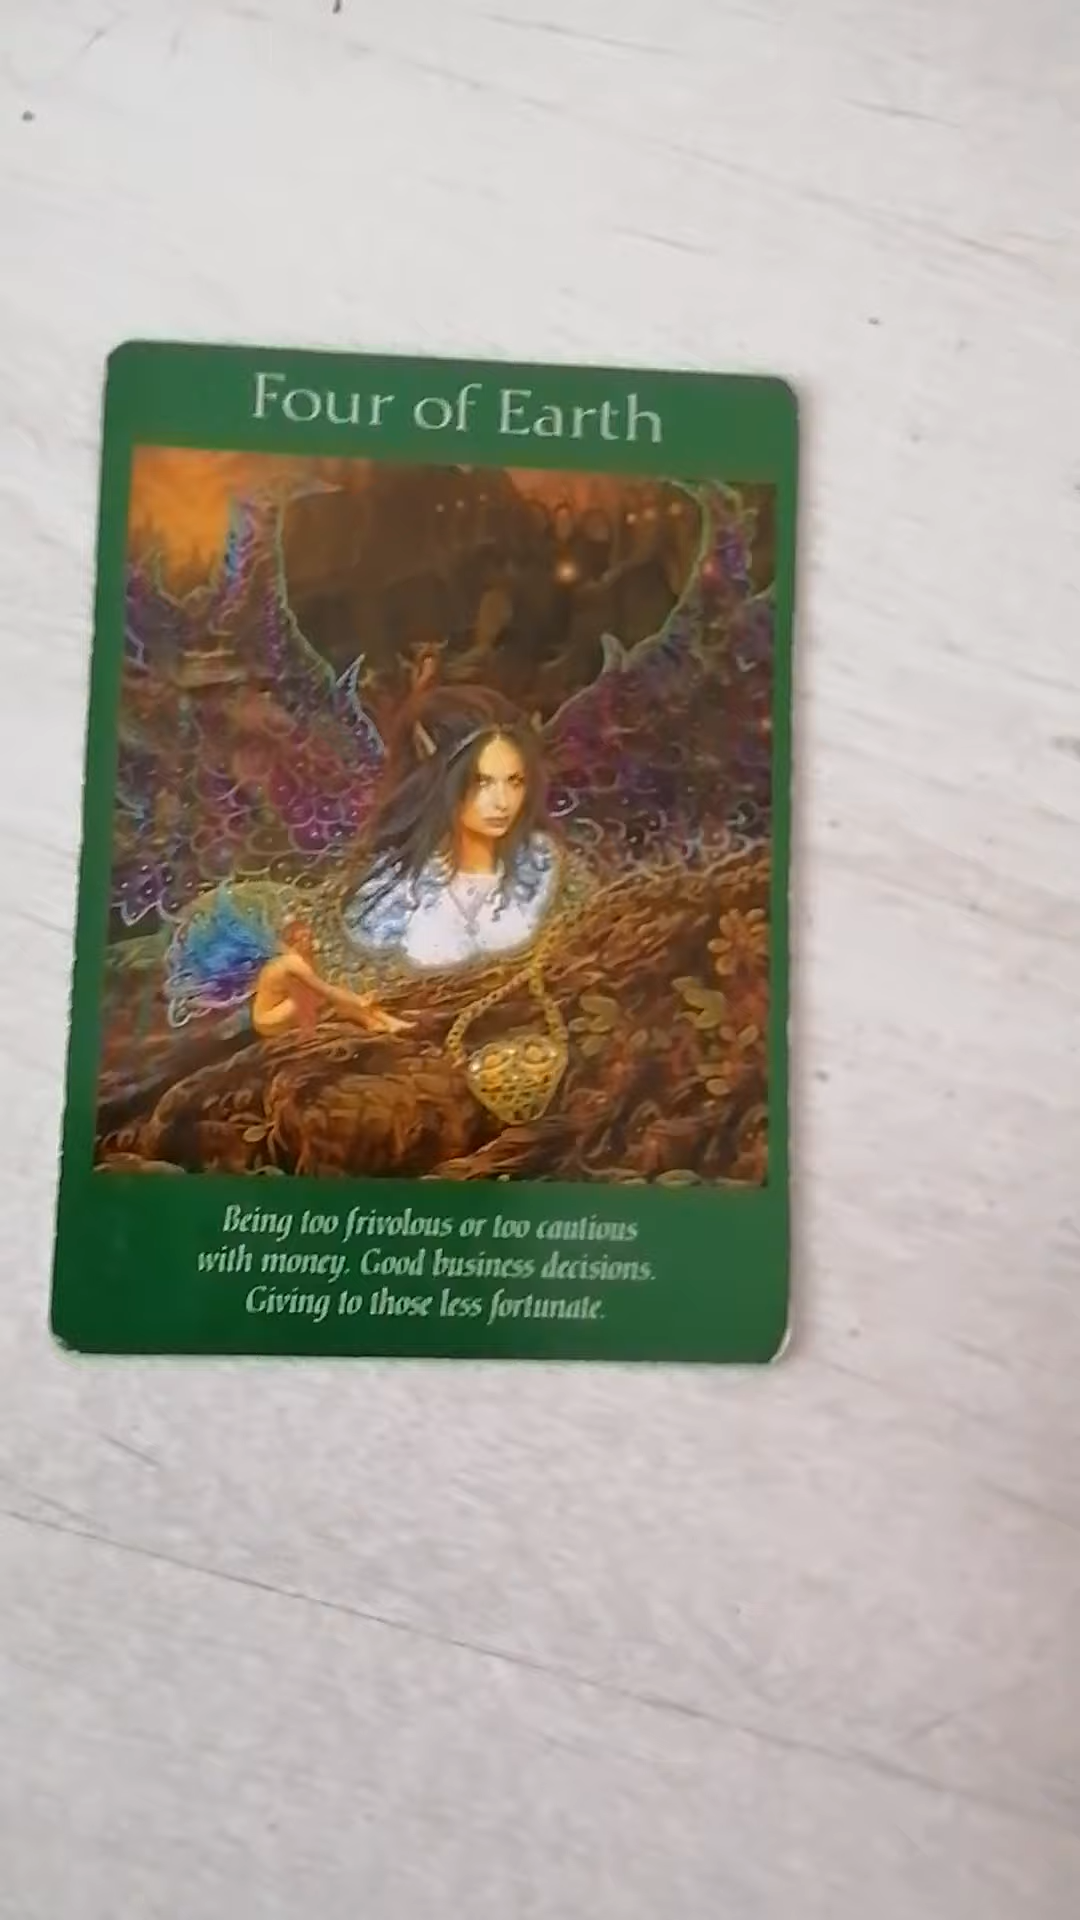 Four of Earth
Being too frivolous or too cautious
with money. Good business decisions.
Giving to those less fortunate.